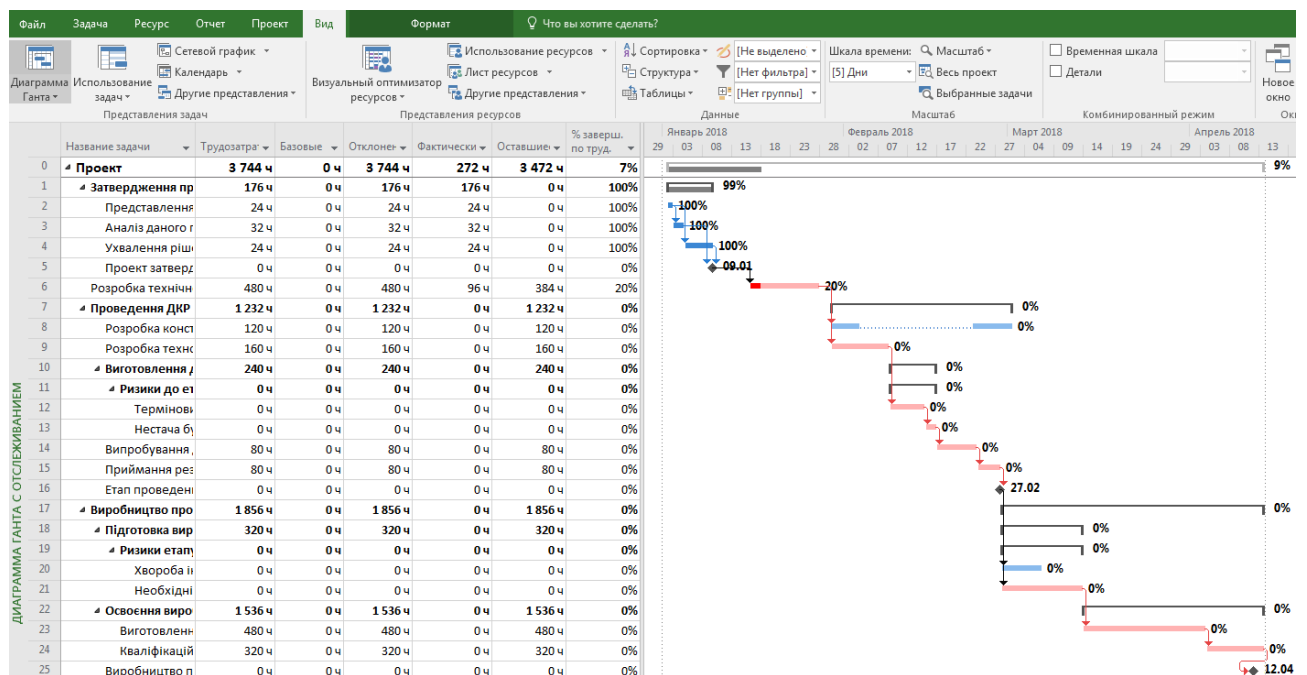 Файл Задача Ресурс Отчет Проект Вид Формат Что вы хотите сделать?
Диаграмма Ганта
Использование задач
Сетевой график
Календарь
Другие представления
Представления задач
Визуальный оптимизатор ресурсов
Использование ресурсов
Лист ресурсов
Другие представления
Представления ресурсов
Сортировка
Структура
Таблицы
[Не выделено
[Нет фильтра]
[Нет группы]
Данные
Шкала времени:
[5] Дни
Масштаб
Весь проект
Выбранные задачи
Масштаб
Временная шкала
Детали
Комбинированный режим
Новое окно
Ок
Название задачи Трудозатрат Базовые Отклонен Фактически Оставшиес % заверш. по труд.
Январь 2018 Февраль 2018 Март 2018 Апрель 2018
29 03 08 13 18 23 28 02 07 12 17 22 27 04 09 14 19 24 29 03 08 13
0 Проект 3 744 ч 0 ч 3 744 ч 272 ч 3 472 ч 7% 9%
1 Затвердження пр 176 ч 0 ч 176 ч 176 ч 0 ч 100% 99%
2 Представлення 24 ч 0 ч 24 ч 24 ч 0 ч 100% 100%
3 Аналіз даного г 32 ч 0 ч 32 ч 32 ч 0 ч 100% 100%
4 Ухвалення ріше 24 ч 0 ч 24 ч 24 ч 0 ч 100% 100%
5 Проект затверд 0 ч 0 ч 0 ч 0 ч 0 ч 0% 09.01
6 Розробка технічн 480 ч 0 ч 480 ч 96 ч 384 ч 20% 20%
7 Проведення ДКР 1 232 ч 0 ч 1 232 ч 0 ч 1 232 ч 0% 0%
8 Розробка конст 120 ч 0 ч 120 ч 0 ч 120 ч 0% 0%
9 Розробка техно 160 ч 0 ч 160 ч 0 ч 160 ч 0% 0%
10 Виготовлення д 240 ч 0 ч 240 ч 0 ч 240 ч 0% 0%
11 Ризики до ет 0 ч 0 ч 0 ч 0 ч 0 ч 0% 0%
12 Термінови 0 ч 0 ч 0 ч 0 ч 0 ч 0% 0%
13 Нестача бу 0 ч 0 ч 0 ч 0 ч 0 ч 0% 0%
14 Випробування 80 ч 0 ч 80 ч 0 ч 80 ч 0% 0%
15 Приймання рез 80 ч 0 ч 80 ч 0 ч 80 ч 0% 0%
16 Етап проведен 0 ч 0 ч 0 ч 0 ч 0 ч 0% 27.02
17 Виробництво про 1 856 ч 0 ч 1 856 ч 0 ч 1 856 ч 0% 0%
18 Підготовка вир 320 ч 0 ч 320 ч 0 ч 320 ч 0% 0%
19 Ризики етапу 0 ч 0 ч 0 ч 0 ч 0 ч 0% 0%
20 Хвороба ін 0 ч 0 ч 0 ч 0 ч 0 ч 0% 0%
21 Необхідні 0 ч 0 ч 0 ч 0 ч 0 ч 0% 0%
22 Освоєння виро 1 536 ч 0 ч 1 536 ч 0 ч 1 536 ч 0% 0%
23 Виготовленн 480 ч 0 ч 480 ч 0 ч 480 ч 0% 0%
24 Кваліфікацій 320 ч 0 ч 320 ч 0 ч 320 ч 0% 0%
25 Виробництво п 0 ч 0 ч 0 ч 0 ч 0 ч 0% 12.04
ДИАГРАММА ГАНТА С ОТСЛЕЖИВАНИЕМ